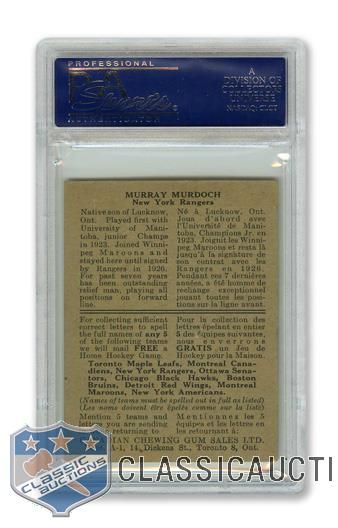 PROFESSIONAL
PSA
Sports
AUTHENTICATOR
A
DIVISION OF
COLLECTORS
UNIVERSE
NASDAQ: CLCT
MURRAY MURDOCH
New York Rangers
Native son of Lucknow, Ont.
Played first with
University of Mani-
toba, junior Champs
in 1923. Joined Winni-
peg Maroons and
stayed here until signed
by Rangers in 1926.
For past seven years
has been outstanding
relief man, playing all
positions on forward
line.
Né à Lucknow, Ont.
Joua d'abord avec
l'Université de Mani-
toba, Champions Jr. en
1923. Joignit les Winni-
peg Maroons et resta là
jusqu'à la signature de
son contrat avec les
Rangers en 1926.
Pendant ces 7 dernières
années, a été homme
de rechange exceptionnel
jouant toutes les positions
sur la ligne avant.
For collecting sufficient
correct letters to spell
full names of any 5
of the following teams
we will mail FREE a
Home Hockey Game.
Pour la collection des
lettres épelant en entier
5 des équipes suivantes,
nous enverrons
GRATIS un Jeu de
Hockey pour la Maison.
Toronto Maple Leafs, Montreal Cana-
diens, New York Rangers, Ottawa Sena-
tors, Chicago Black Hawks, Boston
Bruins, Detroit Red Wings, Montreal
Maroons, New York Americans.
(Names of teams must be spelled out in full as listed)
(Les noms doivent être épelés comme sur la liste)
Mention 5 teams and
Mentionnez les 5
équipes et les lettres en
les retournant à:
IAN CHEWING GUM SALES LTD.
14, Dickens St., Toronto 8, Ont.
CLASSIC
AUCTIONS
CLASSICAUCTI